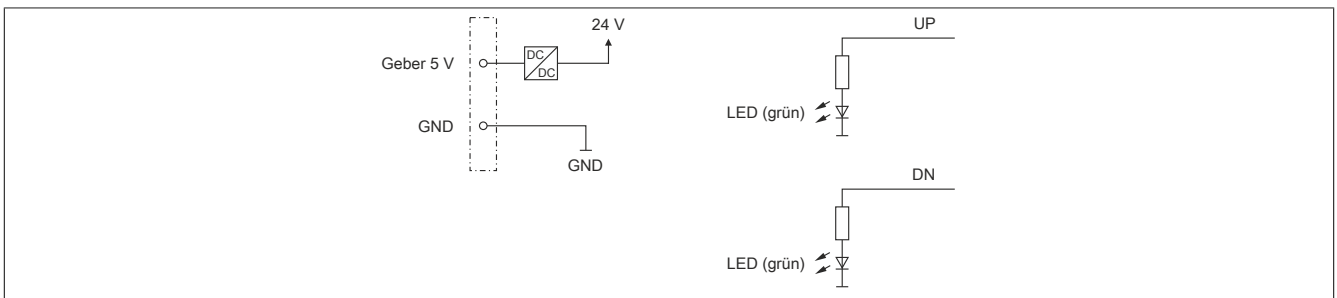 24 V
Geber 5 V
DC
DC
GND
GND
UP
LED (grün)
DN
LED (grün)